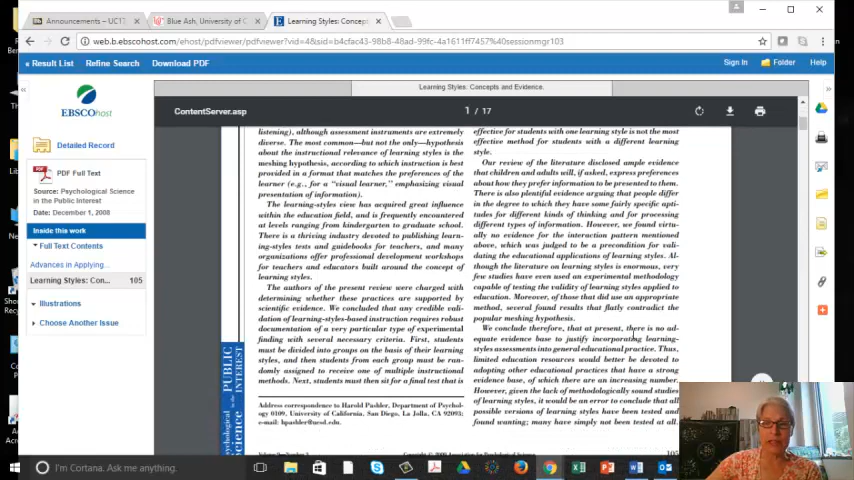 Announcements – UC17
Blue Ash, University of C
Learning Styles: Concep
web.b.ebscohost.com/ehost/pdfviewer/pdfviewer?vid=4&sid=b4cfac43-98b8-48ad-99fc-4a1611ff7457%40sessionmgr103
« Result List Refine Search Download PDF
Sign In Folder Help
Learning Styles: Concepts and Evidence.
ContentServer.asp
1 / 17
EBSCOhost
Detailed Record
PDF Full Text
Source: Psychological Science
in the Public Interest
Date: December 1, 2008
Inside this work
Full Text Contents
Advances in Applying...
Learning Styles: Con... 105
Illustrations
Choose Another Issue
listening), although assessment instruments are extremely
diverse. The most common—but not the only—hypothesis
about the instructional relevance of learning styles is the
meshing hypothesis, according to which instruction is best
provided in a format that matches the preferences of the
learner (e.g., for a “visual learner,” emphasizing visual
presentation of information).
The learning-styles view has acquired great influence
within the education field, and is frequently encountered
at levels ranging from kindergarten to graduate school.
There is a thriving industry devoted to publishing learn-
ing-styles tests and guidebooks for teachers, and many
organizations offer professional development workshops
for teachers and educators built around the concept of
learning styles.
The authors of the present review were charged with
determining whether these practices are supported by
scientific evidence. We concluded that any credible vali-
dation of learning-styles-based instruction requires robust
documentation of a very particular type of experimental
finding with several necessary criteria. First, students
must be divided into groups on the basis of their learning
styles, and then students from each group must be ran-
domly assigned to receive one of multiple instructional
methods. Next, students must then sit for a final test that is
Address correspondence to Harold Pashler, Department of Psychol-
ogy 0109, University of California, San Diego, La Jolla, CA 92093;
e-mail: hpashler@ucsd.edu.
effective for students with one learning style is not the most
effective method for students with a different learning
style.
Our review of the literature disclosed ample evidence
that children and adults will, if asked, express preferences
about how they prefer information to be presented to them.
There is also plentiful evidence arguing that people differ
in the degree to which they have some fairly specific apti-
tudes for different kinds of thinking and for processing
different types of information. However, we found virtu-
ally no evidence for the interaction pattern mentioned
above, which was judged to be a precondition for vali-
dating the educational applications of learning styles. Al-
though the literature on learning styles is enormous, very
few studies have even used an experimental methodology
capable of testing the validity of learning styles applied to
education. Moreover, of those that did use an appropriate
method, several found results that flatly contradict the
popular meshing hypothesis.
We conclude therefore, that at present, there is no ad-
equate evidence base to justify incorporating learning-
styles assessments into general educational practice. Thus,
limited education resources would better be devoted to
adopting other educational practices that have a strong
evidence base, of which there are an increasing number.
However, given the lack of methodologically sound studies
of learning styles, it would be an error to conclude that all
possible versions of learning styles have been tested and
found wanting; many have simply not been tested at all.
PUBLIC
in the
INTEREST
Science
105
I'm Cortana. Ask me anything.